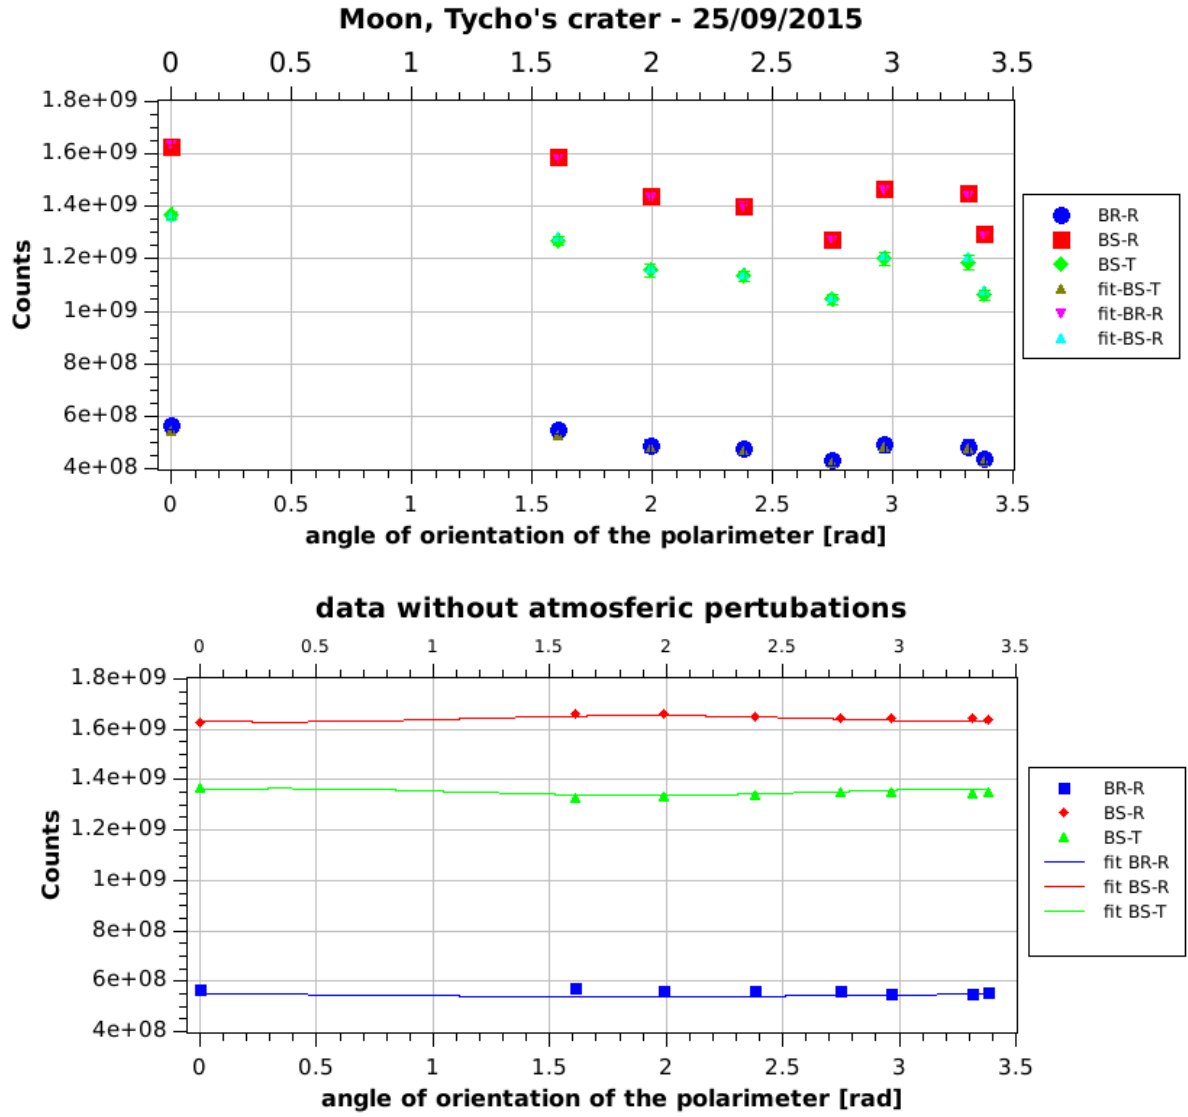 Moon, Tycho's crater - 25/09/2015
0 0.5 1 1.5 2 2.5 3 3.5
1.8e+09
1.6e+09
1.4e+09
1.2e+09
1e+09
8e+08
6e+08
4e+08
Counts
0 0.5 1 1.5 2 2.5 3 3.5
angle of orientation of the polarimeter [rad]
BR-R
BS-R
BS-T
fit-BS-T
fit-BR-R
fit-BS-R
data without atmosferic pertubations
0 0.5 1 1.5 2 2.5 3 3.5
1.8e+09
1.6e+09
1.4e+09
1.2e+09
1e+09
8e+08
6e+08
4e+08
Counts
0 0.5 1 1.5 2 2.5 3 3.5
angle of orientation of the polarimeter [rad]
BR-R
BS-R
BS-T
fit BR-R
fit BS-R
fit BS-T